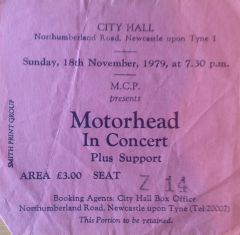 CITY HALL
Northumberland Road, Newcastle upon Tyne 1
Sunday, 18th November, 1979, at 7.30 p.m.
M.C.P.
presents
Motorhead
In Concert
Plus Support
AREA £3.00 SEAT
Z 14
Booking Agents: City Hall Box Office
Northumberland Road, Newcastle upon Tyne (Tel 20007)
This Portion to be retained.
SMITH PRINT GROUP